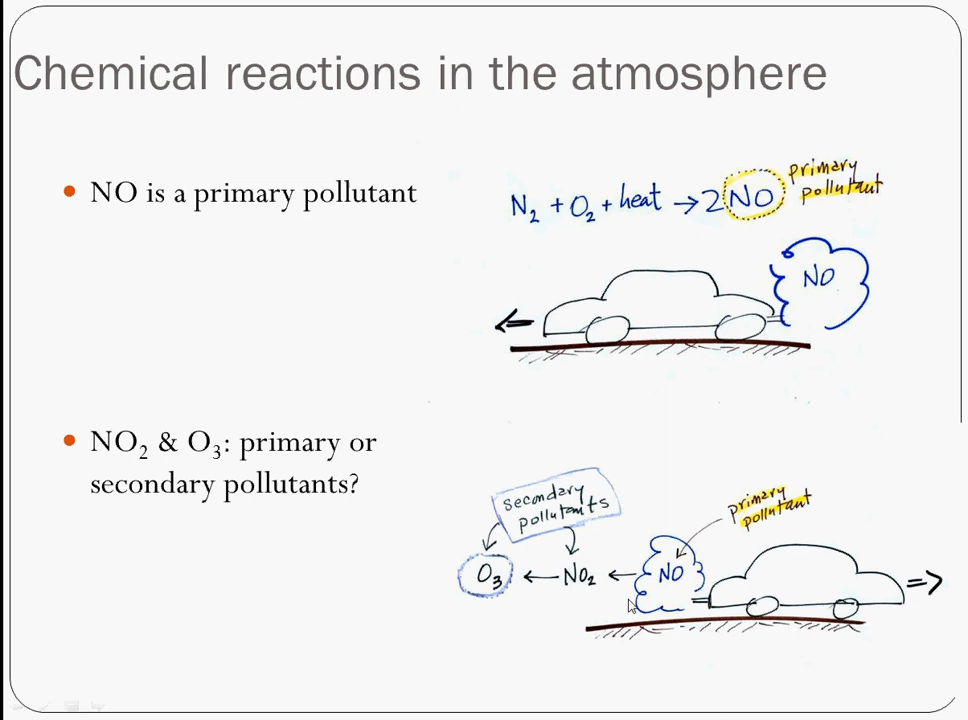 Chemical reactions in the atmosphere
• NO is a primary pollutant
N₂ + O₂ + heat → 2NO
primary
pollutant
NO
• NO₂ & O₃: primary or
secondary pollutants?
secondary
pollutants
primary
pollutant
O₃ ← NO₂ ← NO